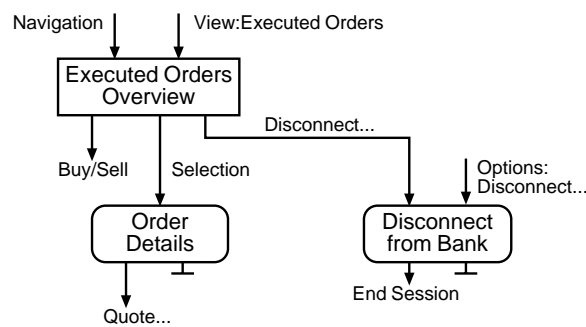 Navigation
View:Executed Orders
Executed Orders
Overview
Disconnect...
Buy/Sell
Selection
Options:
Disconnect...
Order
Details
Disconnect
from Bank
End Session
Quote...